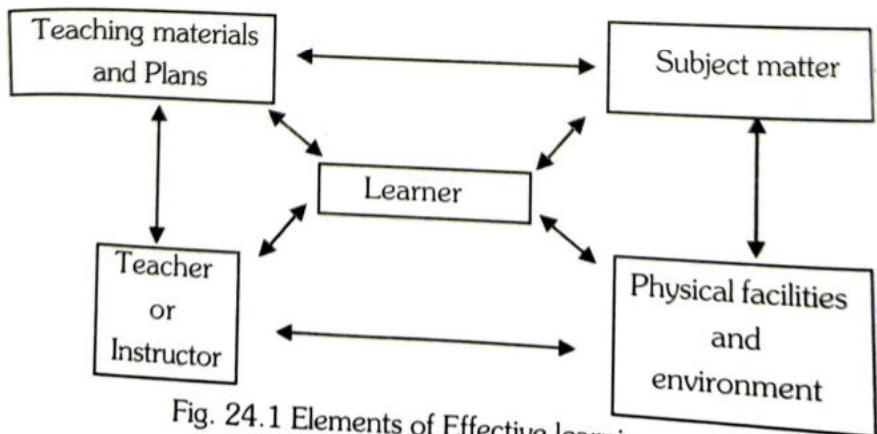 Teaching materials
and Plans
Subject matter
Learner
Teacher
or
Instructor
Physical facilities
and
environment
Fig. 24.1 Elements of Effective